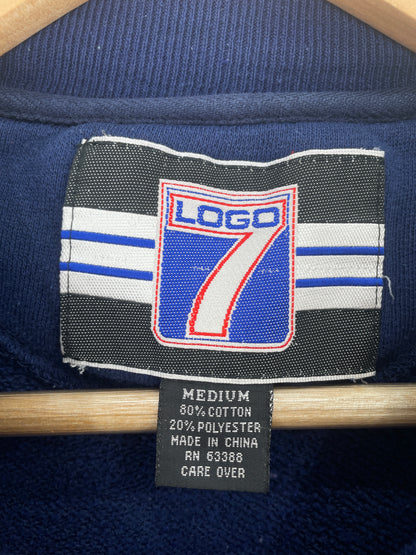 LOGO
7
MEDIUM
80% COTTON
20% POLYESTER
MADE IN CHINA
RN 63388
CARE OVER